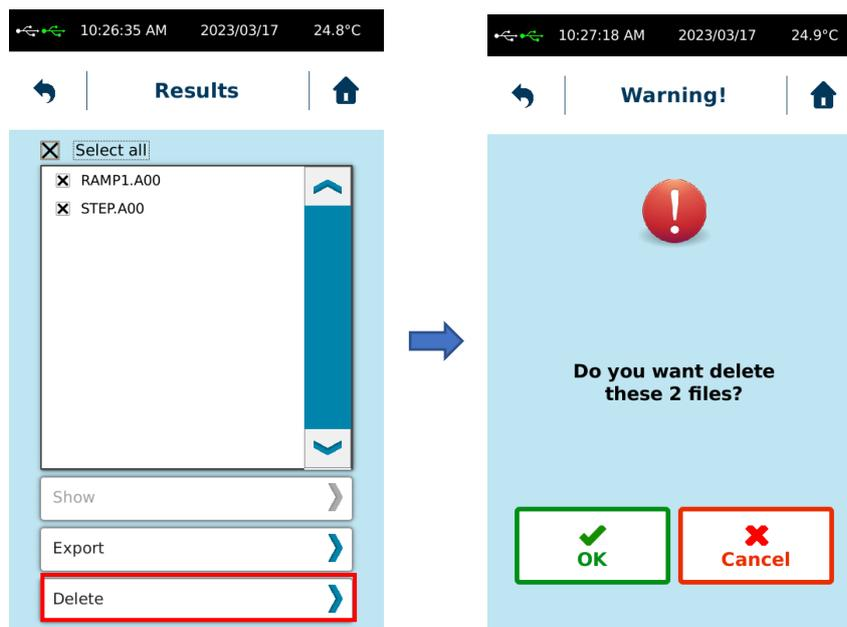 10:26:35 AM 2023/03/17 24.8°C
Results
Select all
RAMP1.A00
STEP.A00
Show
Export
Delete
10:27:18 AM 2023/03/17 24.9°C
Warning!
Do you want delete
these 2 files?
OK
Cancel